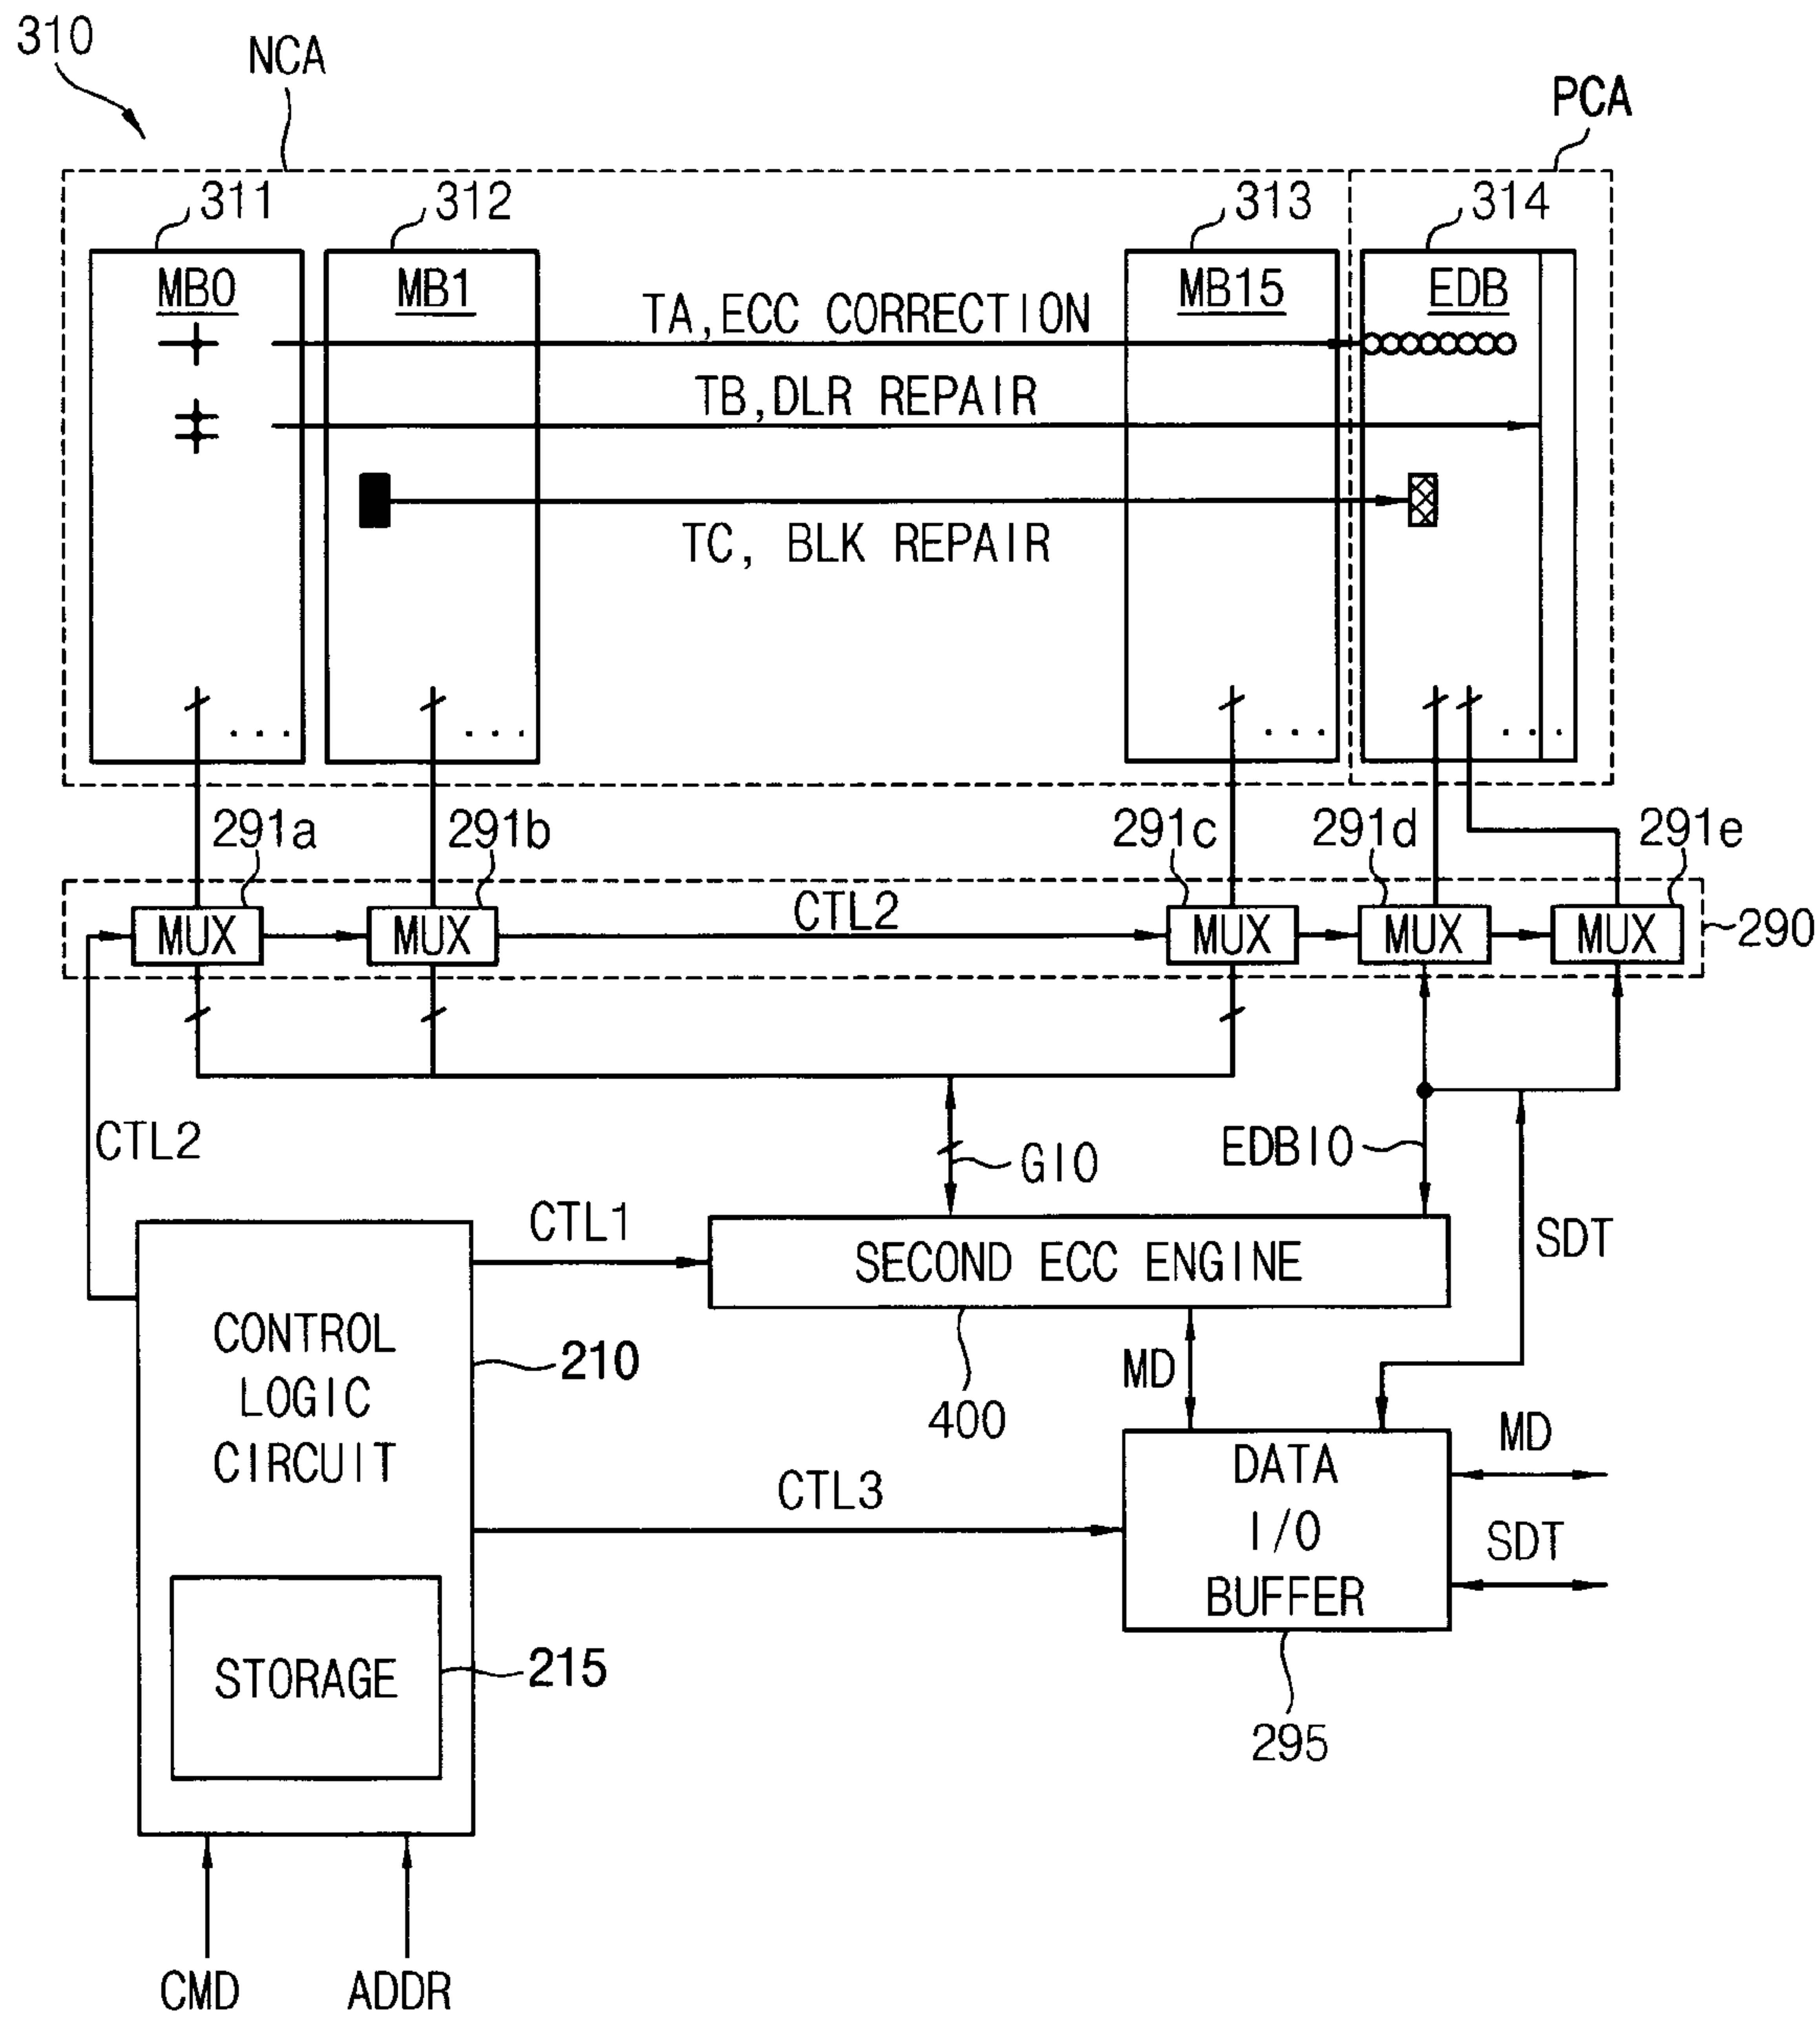 310
NCA
PCA
311
312
313
314
MB0
MB1
MB15
EDB
TA,ECC CORRECTION
TB,DLR REPAIR
TC, BLK REPAIR
...
...
...
...
291a
291b
291c
291d
291e
CTL2
MUX
MUX
MUX
MUX
MUX
290
CTL2
GIO
EDBIO
CTL1
SECOND ECC ENGINE
SDT
CONTROL
LOGIC
CIRCUIT
210
MD
400
DATA
I/O
BUFFER
MD
CTL3
SDT
STORAGE
215
295
CMD
ADDR